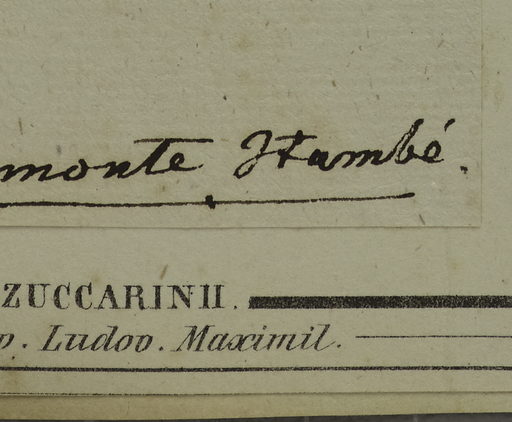 monte Itambé.
ZUCCARINII.
p. Ludov. Maximil.